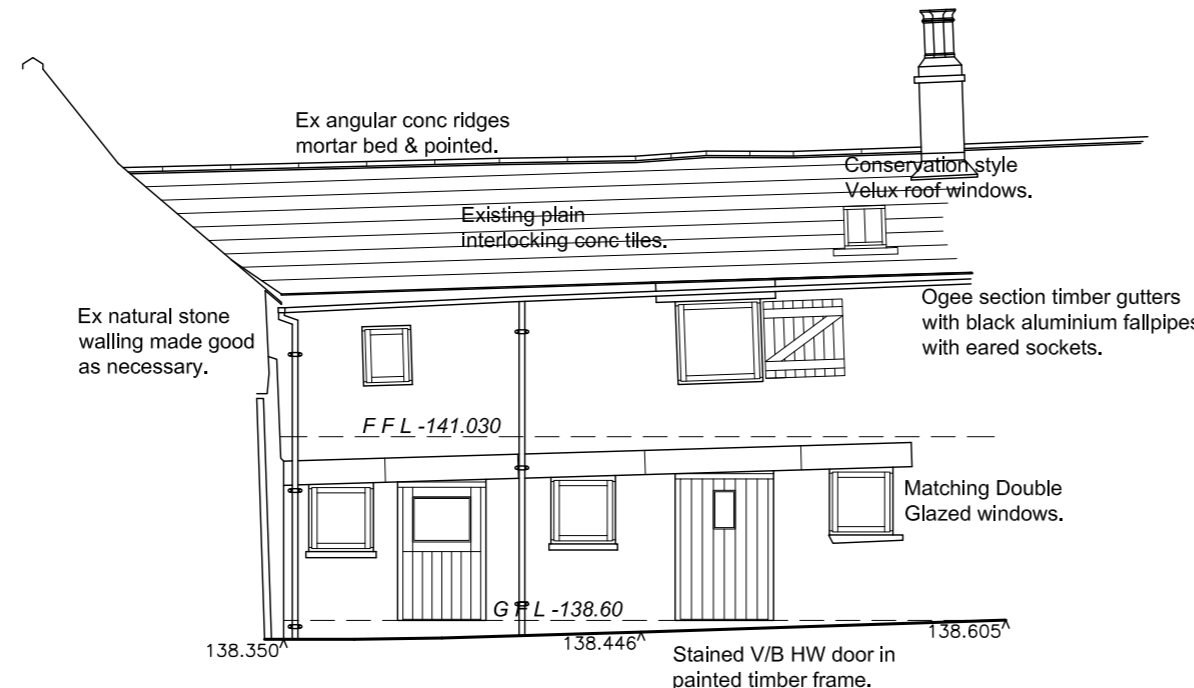 Ex angular conc ridges
mortar bed & pointed.
Conservation style
Velux roof windows.
Existing plain
interlocking conc tiles.
Ex natural stone
walling made good
as necessary.
Ogee section timber gutters
with black aluminium fallpipes
with eared sockets.
F F L -141.030
Matching Double
Glazed windows.
G F L -138.60
138.350
138.446
138.605
Stained V/B HW door in
painted timber frame.